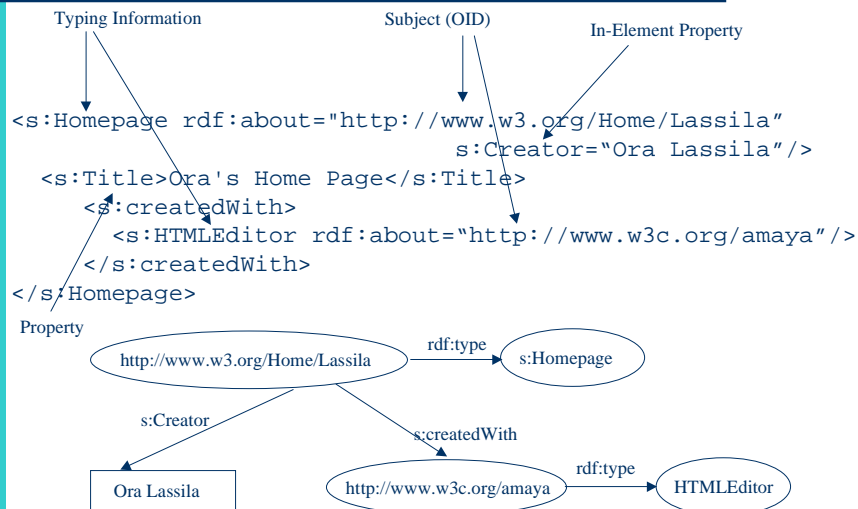 Typing Information Subject (OID) In-Element Property
<s:Homepage rdf:about="http://www.w3.org/Home/Lassila”
s:Creator=“Ora Lassila”/>
<s:Title>Ora's Home Page</s:Title>
<s:createdWith>
<s:HTMLEditor rdf:about=“http://www.w3c.org/amaya”/>
</s:createdWith>
</s:Homepage>
Property
http://www.w3.org/Home/Lassila rdf:type s:Homepage
s:Creator s:createdWith
Ora Lassila http://www.w3c.org/amaya rdf:type HTMLEditor